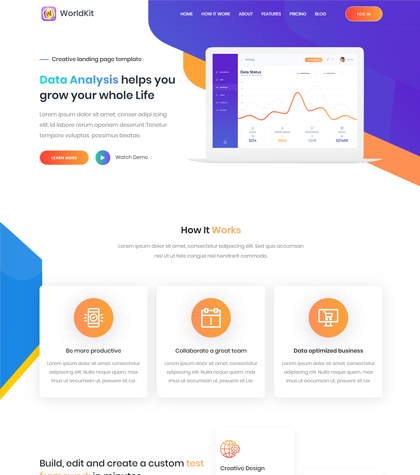 WorldKit
HOME HOW IT WORK ABOUT FEATURES PRICING BLOG
LOG IN
Creative landing page template
Data Analysis helps you
grow your whole Life
Lorem ipsum dolor sit amet, consectetur adipisicing
elit. Id labore rerum aperiam deserunt Tenetur
tempore voluptas, possimus beatae.
LEARN MORE
Watch Demo
Data Status
How It Works
Lorem ipsum dolor sit amet, consectetur adipiscing elit. Sed quis accumsan
nisi Ut ut felis congue nisl hendrerit commodo.
Be more productive
Lorem ipsum dolor sit amet, consectetur
adipiscing elit. Nulla neque quam, max
imus ut accumsan ut, posuere sit Lor.
Collaborate a great team
Lorem ipsum dolor sit amet, consectetur
adipiscing elit. Nulla neque quam, max
imus ut accumsan ut, posuere sit Lor.
Data optimized business
Lorem ipsum dolor sit amet, consectetur
adipiscing elit. Nulla neque quam, max
imus ut accumsan ut, posuere sit Lor.
Build, edit and create a custom test
Creative Design